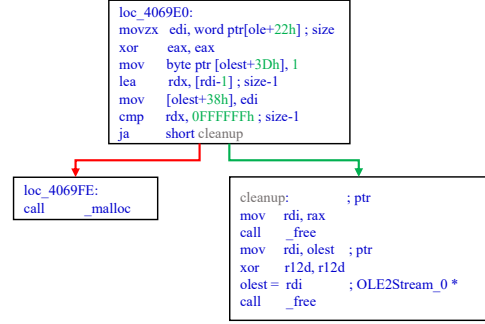 loc_4069E0:
movzx edi, word ptr[ole+22h] ; size
xor eax, eax
mov byte ptr [olest+3Dh], 1
lea rdx, [rdi-1] ; size-1
mov [olest+38h], edi
cmp rdx, 0FFFFFFh ; size-1
ja short cleanup
loc_4069FE:
call _malloc
cleanup: ; ptr
mov rdi, rax
call _free
mov rdi, olest ; ptr
xor r12d, r12d
olest = rdi ; OLE2Stream_0 *
call _free